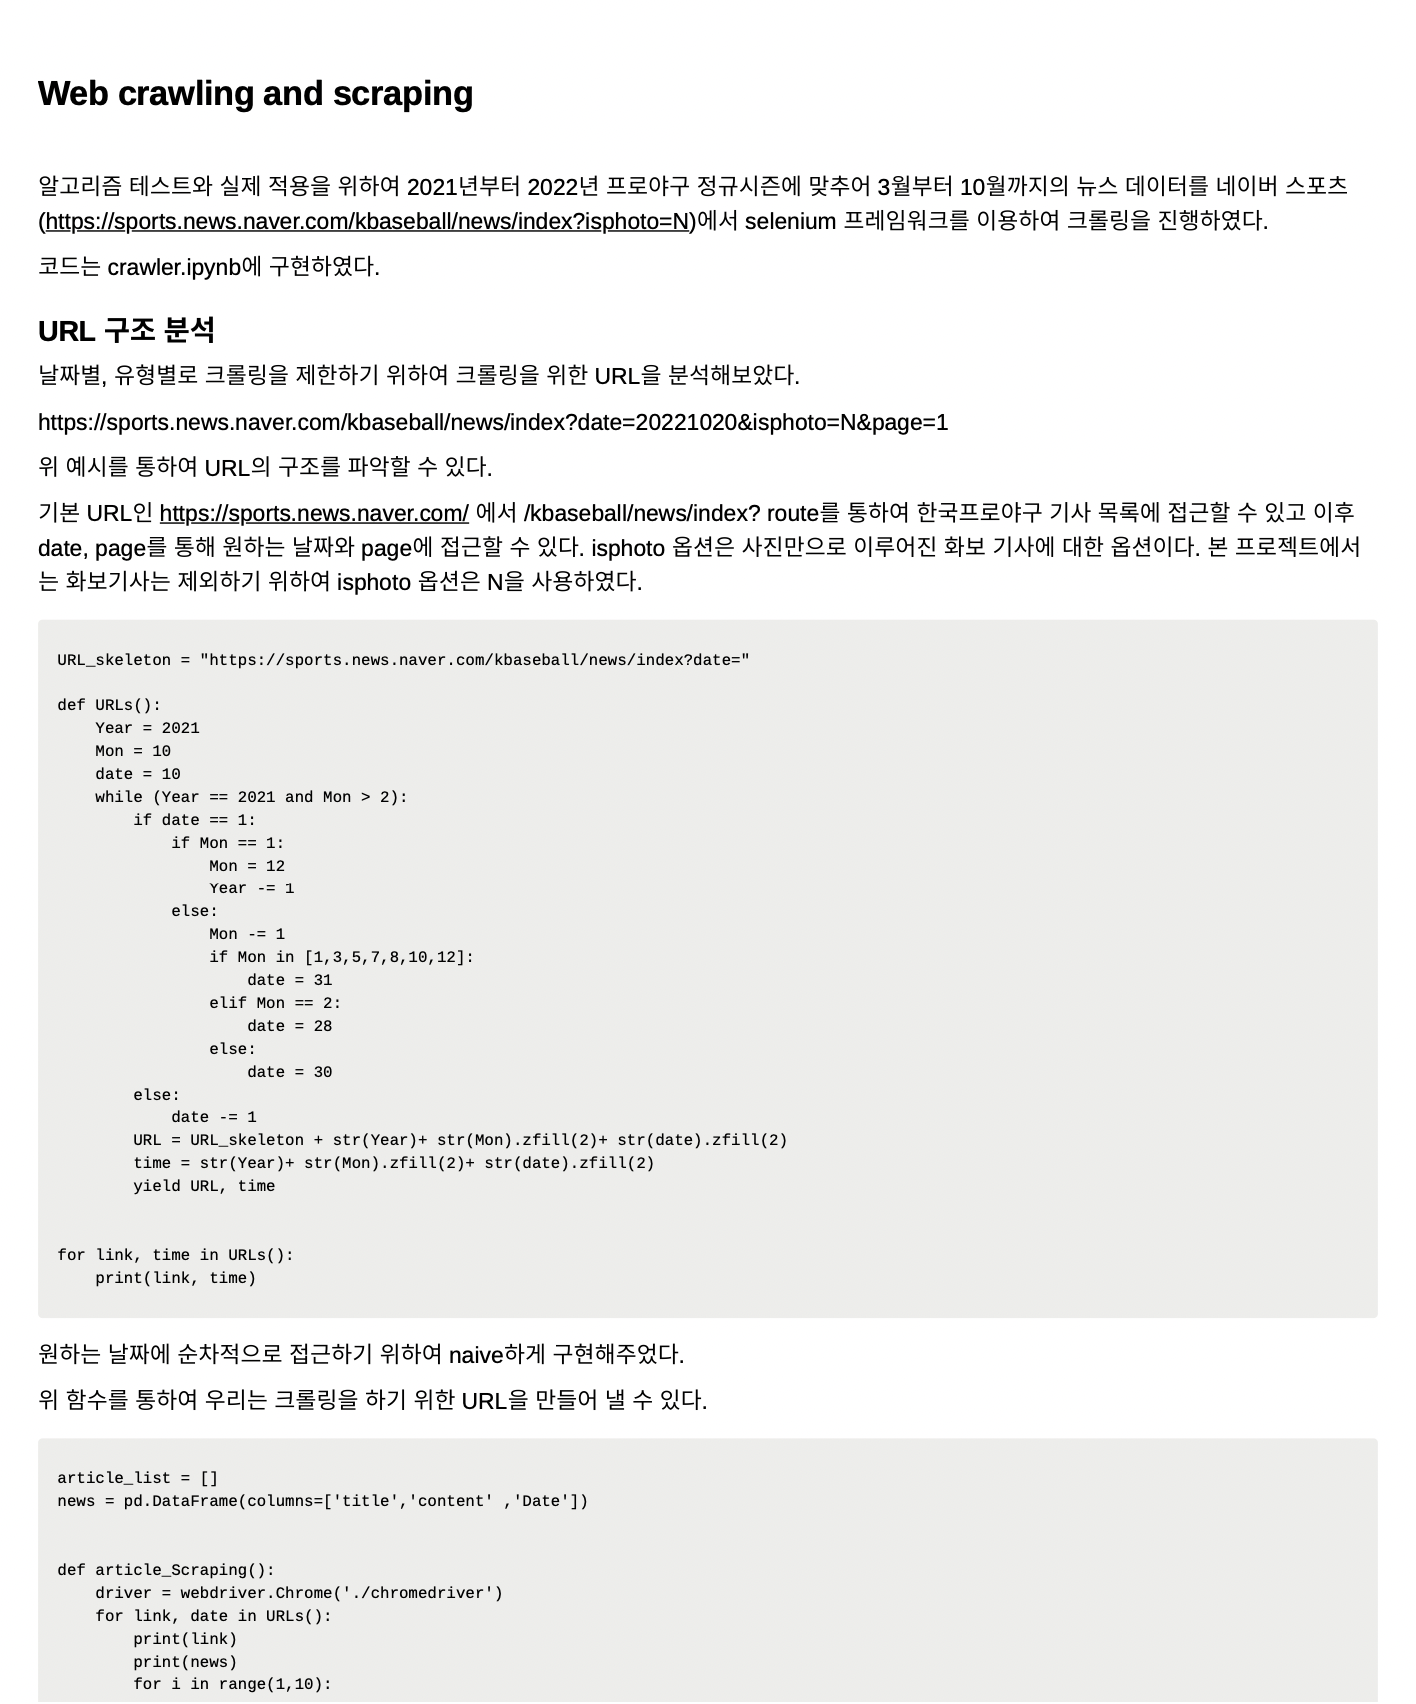 Web crawling and scraping
알고리즘 테스트와 실제 적용을 위하여 2021년부터 2022년 프로야구 정규시즌에 맞추어 3월부터 10월까지의 뉴스 데이터를 네이버 스포츠
(https://sports.news.naver.com/kbaseball/news/index?isphoto=N)에서 selenium 프레임워크를 이용하여 크롤링을 진행하였다.
코드는 crawler.ipynb에 구현하였다.
URL 구조 분석
날짜별, 유형별로 크롤링을 제한하기 위하여 크롤링을 위한 URL을 분석해보았다.
https://sports.news.naver.com/kbaseball/news/index?date=20221020&isphoto=N&page=1
위 예시를 통하여 URL의 구조를 파악할 수 있다.
기본 URL인 https://sports.news.naver.com/ 에서 /kbaseball/news/index? route를 통하여 한국프로야구 기사 목록에 접근할 수 있고 이후
date, page를 통해 원하는 날짜와 page에 접근할 수 있다. isphoto 옵션은 사진만으로 이루어진 화보 기사에 대한 옵션이다. 본 프로젝트에서
는 화보기사는 제외하기 위하여 isphoto 옵션은 N을 사용하였다.
URL_skeleton = "https://sports.news.naver.com/kbaseball/news/index?date="
def URLs():
    Year = 2021
    Mon = 10
    date = 10
    while (Year == 2021 and Mon > 2):
        if date == 1:
            if Mon == 1:
                Mon = 12
                Year -= 1
            else:
                Mon -= 1
                if Mon in [1,3,5,7,8,10,12]:
                    date = 31
                elif Mon == 2:
                    date = 28
                else:
                    date = 30
        else:
            date -= 1
        URL = URL_skeleton + str(Year)+ str(Mon).zfill(2)+ str(date).zfill(2)
        time = str(Year)+ str(Mon).zfill(2)+ str(date).zfill(2)
        yield URL, time
for link, time in URLs():
    print(link, time)
원하는 날짜에 순차적으로 접근하기 위하여 naive하게 구현해주었다.
위 함수를 통하여 우리는 크롤링을 하기 위한 URL을 만들어 낼 수 있다.
article_list = []
news = pd.DataFrame(columns=['title','content' ,'Date'])
def article_Scraping():
    driver = webdriver.Chrome('./chromedriver')
    for link, date in URLs():
        print(link)
        print(news)
        for i in range(1,10):